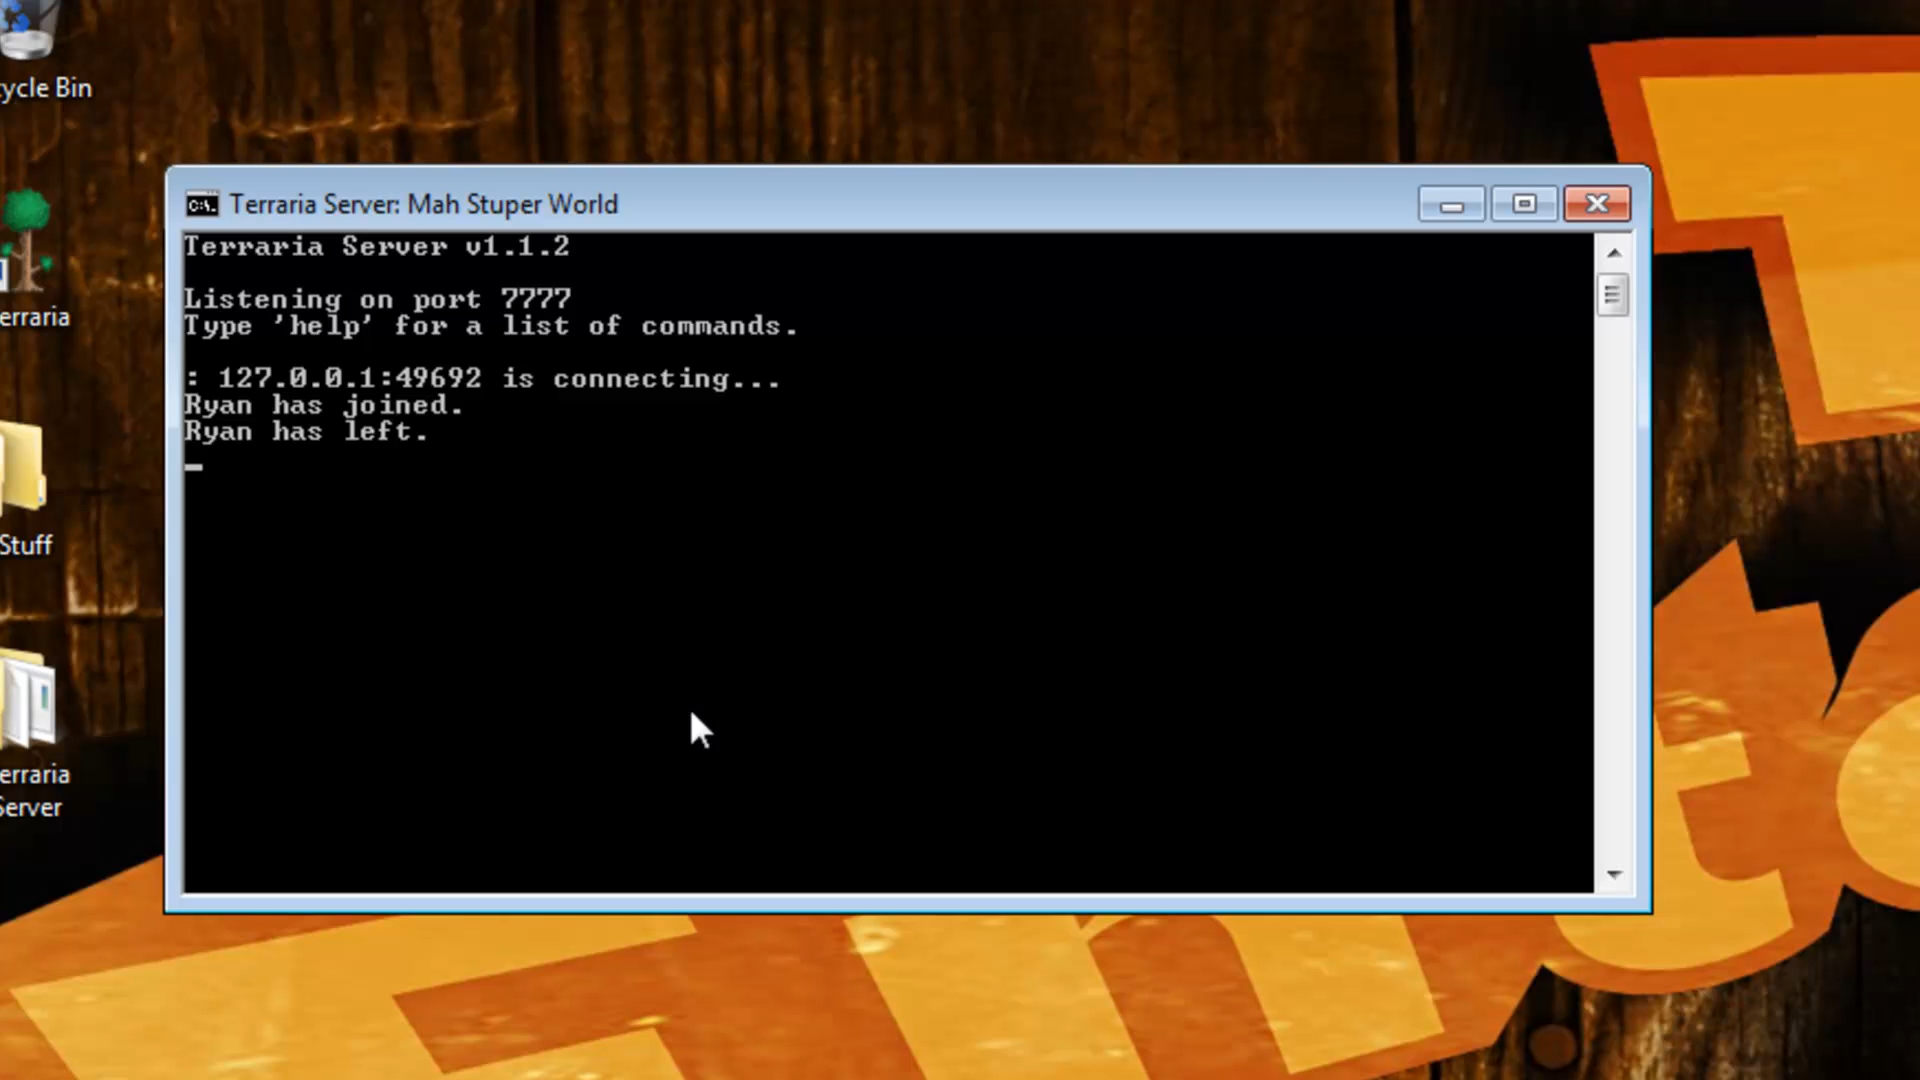 ycle Bin
Terraria Server: Mah Stuper World
Terraria Server v1.1.2
Listening on port 7777
Type 'help' for a list of commands.
: 127.0.0.1:49692 is connecting...
Ryan has joined.
Ryan has left.
erraria
Stuff
erraria
Server